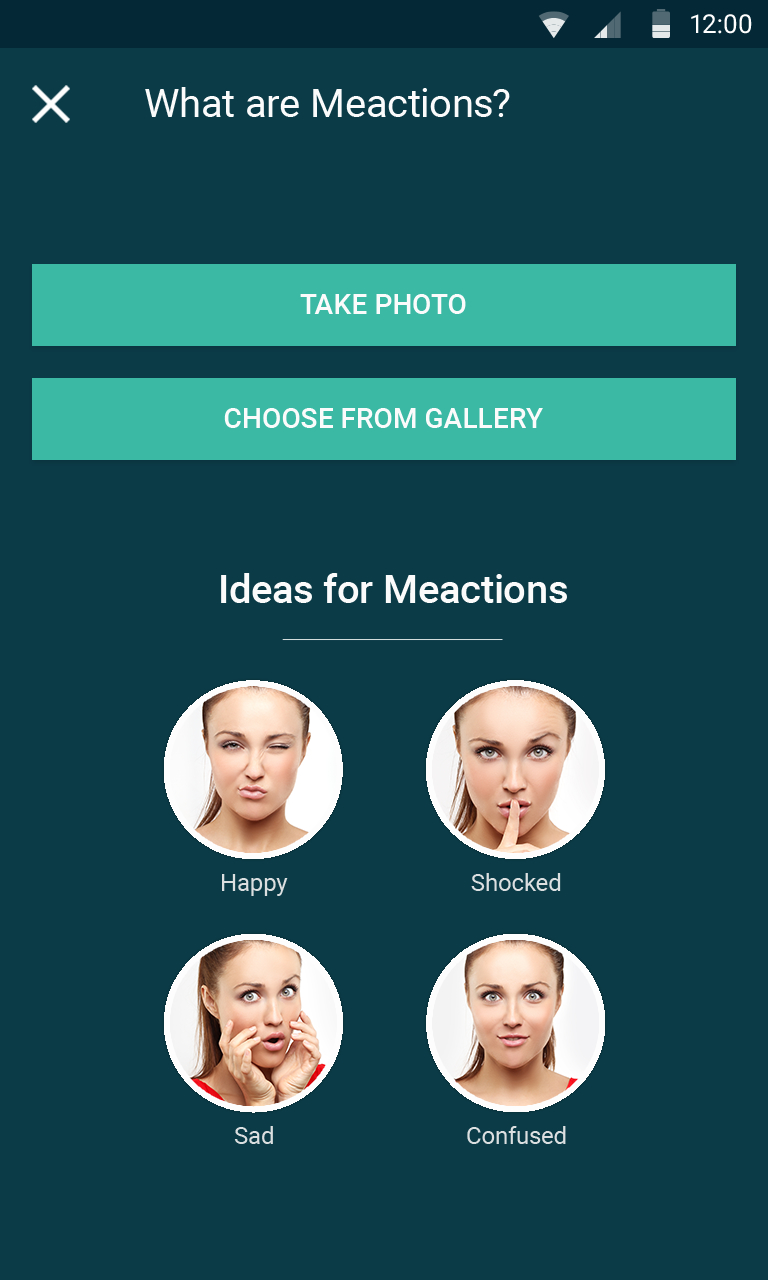 12:00
What are Meactions?
TAKE PHOTO
CHOOSE FROM GALLERY
Ideas for Meactions
Happy
Shocked
Sad
Confused